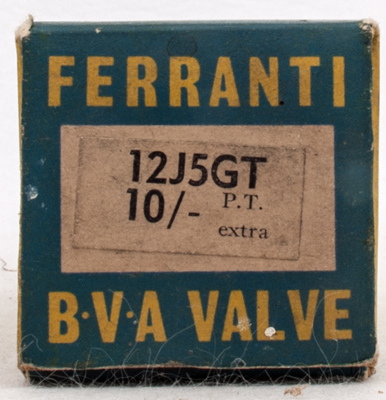 FERRANTI
12J5GT
10/- P.T.
extra
B·V·A VALVE